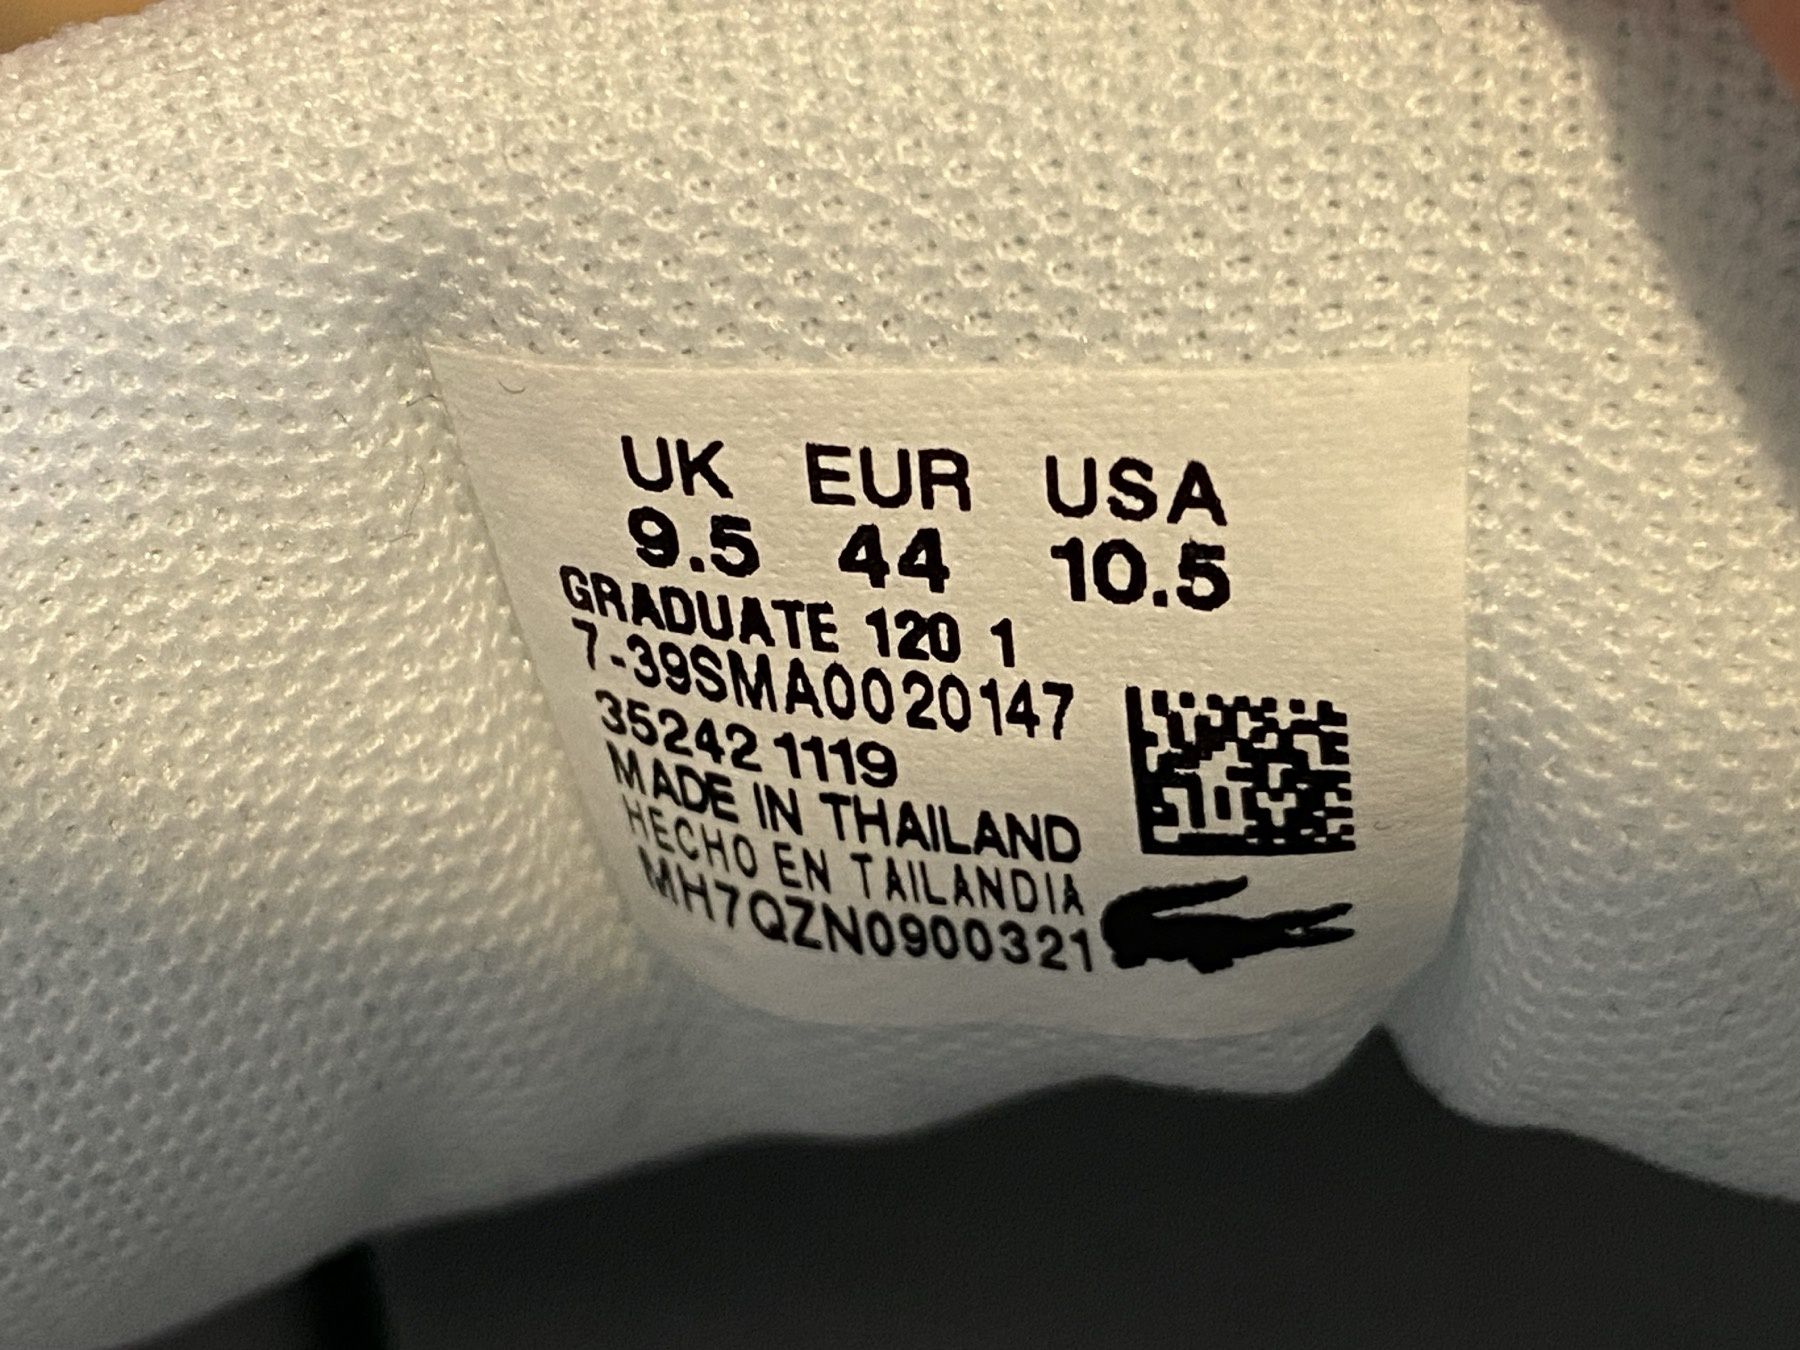 UK EUR USA
9.5 44 10.5
GRADUATE 120 1
7-39SMA0020147
35242 1119
MADE IN THAILAND
HECHO EN TAILANDIA
MH7QZN0900321